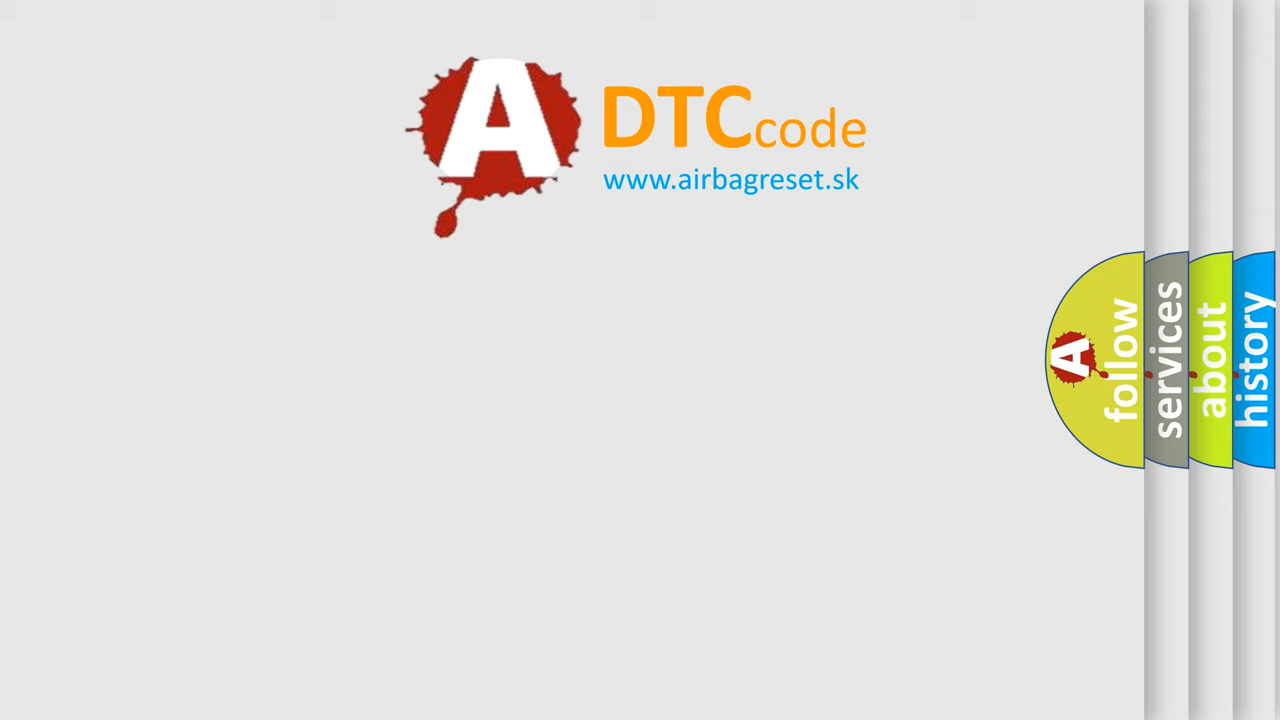 A
DTCcode
www.airbagreset.sk
A
follow
services
about
history